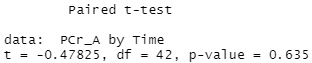 Paired t-test
data:  PCr_A by Time
t = -0.47825, df = 42, p-value = 0.635